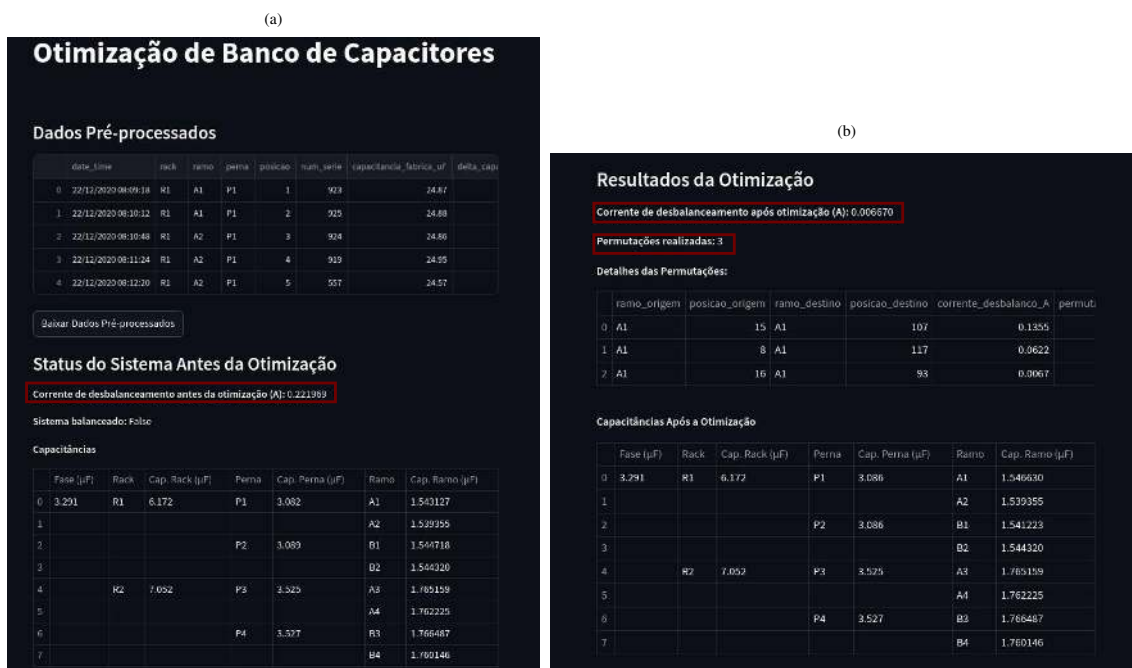 (a)
Otimização de Banco de Capacitores
Dados Pré-processados
date_time rack ramo perna posicao num_serie capacitancia_fabrica_uf delta_capa
0 22/12/2020 08:09:18 R1 A1 P1 1 923 24.87
1 22/12/2020 08:10:12 R1 A1 P1 2 925 24.88
2 22/12/2020 08:10:48 R1 A2 P1 3 924 24.86
3 22/12/2020 08:11:24 R1 A2 P1 4 919 24.95
4 22/12/2020 08:12:20 R1 A2 P1 5 557 24.57
Baixar Dados Pré-processados
Status do Sistema Antes da Otimização
Corrente de desbalanceamento antes da otimização (A): 0.221969
Sistema balanceado: False
Capacitâncias
Fase (µF) Rack Cap. Rack (µF) Perna Cap. Perna (µF) Ramo Cap. Ramo (µF)
0 3.291 R1 6.172 P1 3.082 A1 1.543127
1 A2 1.539355
2 P2 3.089 B1 1.544718
3 B2 1.544320
4 R2 7.052 P3 3.525 A3 1.765159
5 A4 1.762225
6 P4 3.527 B3 1.766487
7 B4 1.760146
(b)
Resultados da Otimização
Corrente de desbalanceamento após otimização (A): 0.006670
Permutações realizadas: 3
Detalhes das Permutações:
ramo_origem posicao_origem ramo_destino posicao_destino corrente_desbalanco_A permuta
0 A1 15 A1 107 0.1355
1 A1 8 A1 117 0.0622
2 A1 16 A1 93 0.0067
Capacitâncias Após a Otimização
Fase (µF) Rack Cap. Rack (µF) Perna Cap. Perna (µF) Ramo Cap. Ramo (µF)
0 3.291 R1 6.172 P1 3.086 A1 1.546630
1 A2 1.539355
2 P2 3.086 B1 1.541223
3 B2 1.544320
4 R2 7.052 P3 3.525 A3 1.765159
5 A4 1.762225
6 P4 3.527 B3 1.766487
7 B4 1.760146